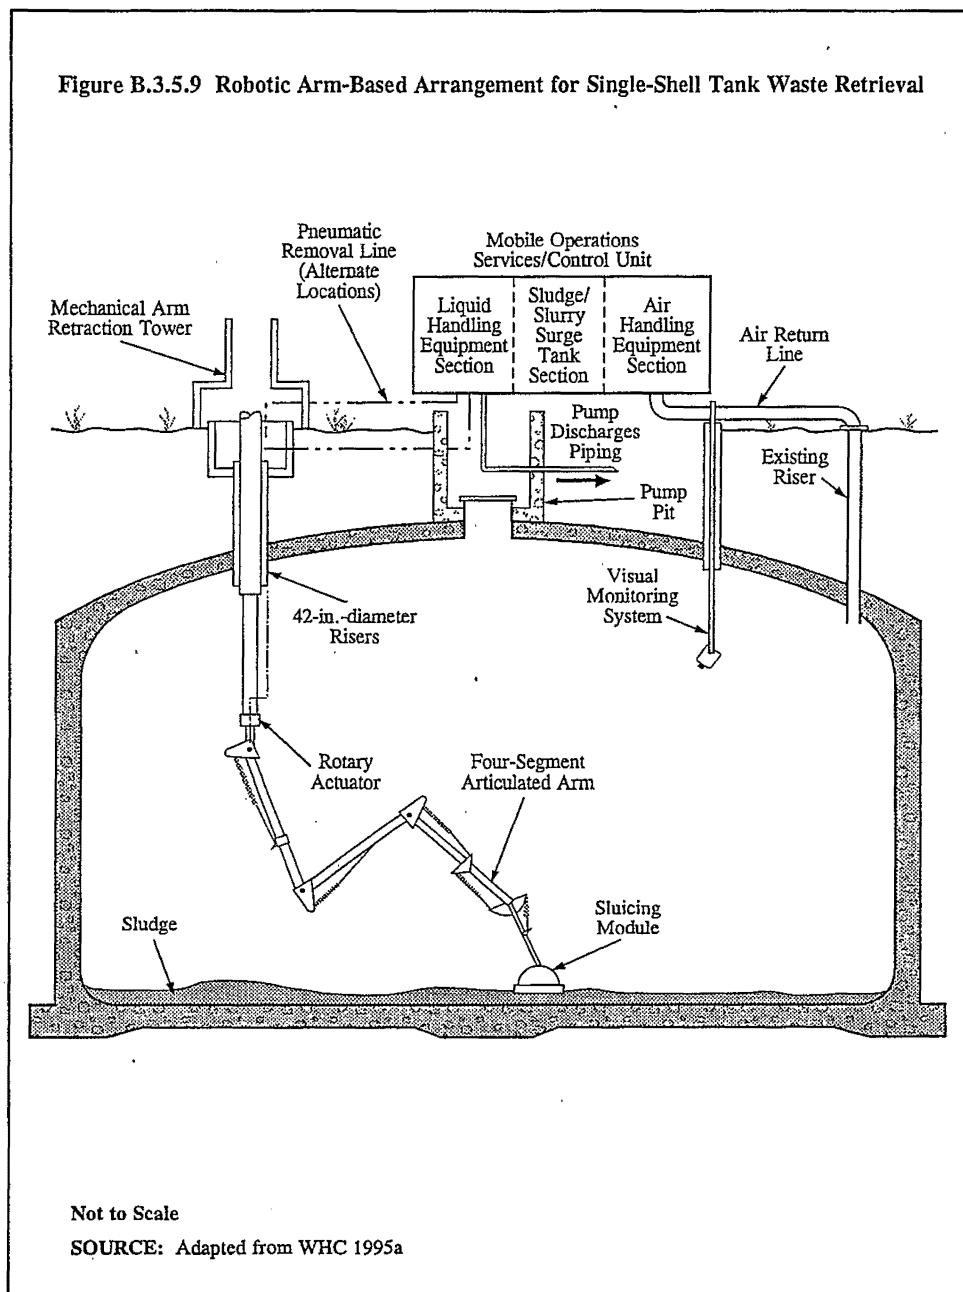 Figure B.3.5.9 Robotic Arm-Based Arrangement for Single-Shell Tank Waste Retrieval
Pneumatic
Removal Line
(Alternate
Locations)
Mobile Operations
Services/Control Unit
Mechanical Arm
Retraction Tower
Liquid
Handling
Equipment
Section
Sludge/
Slurry
Surge
Tank
Section
Air
Handling
Equipment
Section
Air Return
Line
Pump
Discharges
Piping
Existing
Riser
Pump
Pit
42-in.-diameter
Risers
Visual
Monitoring
System
Rotary
Actuator
Four-Segment
Articulated Arm
Sludge
Sluicing
Module
Not to Scale
SOURCE: Adapted from WHC 1995a